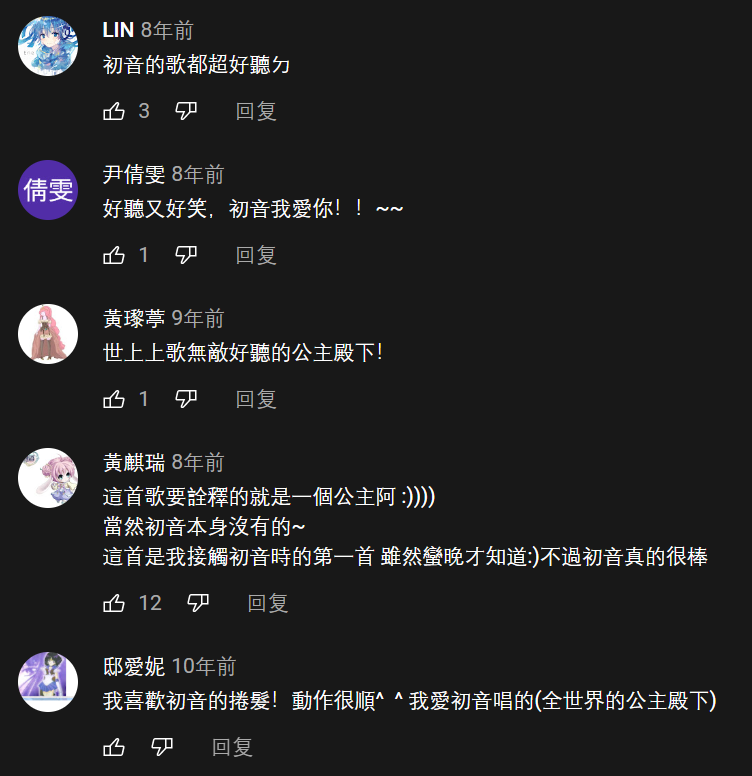 LIN 8年前
初音的歌都超好聽ㄉ
3 回复
倩雯
尹倩雯 8年前
好聽又好笑，初音我愛你！！~~
1 回复
黃瓈葶 9年前
世上上歌無敵好聽的公主殿下！
1 回复
黃麒瑞 8年前
這首歌要詮釋的就是一個公主阿 :))))
當然初音本身沒有的~
這首是我接觸初音時的第一首 雖然蠻晚才知道:)不過初音真的很棒
12 回复
邸愛妮 10年前
我喜歡初音的捲髮！動作很順^ ^ 我愛初音唱的(全世界的公主殿下)
回复